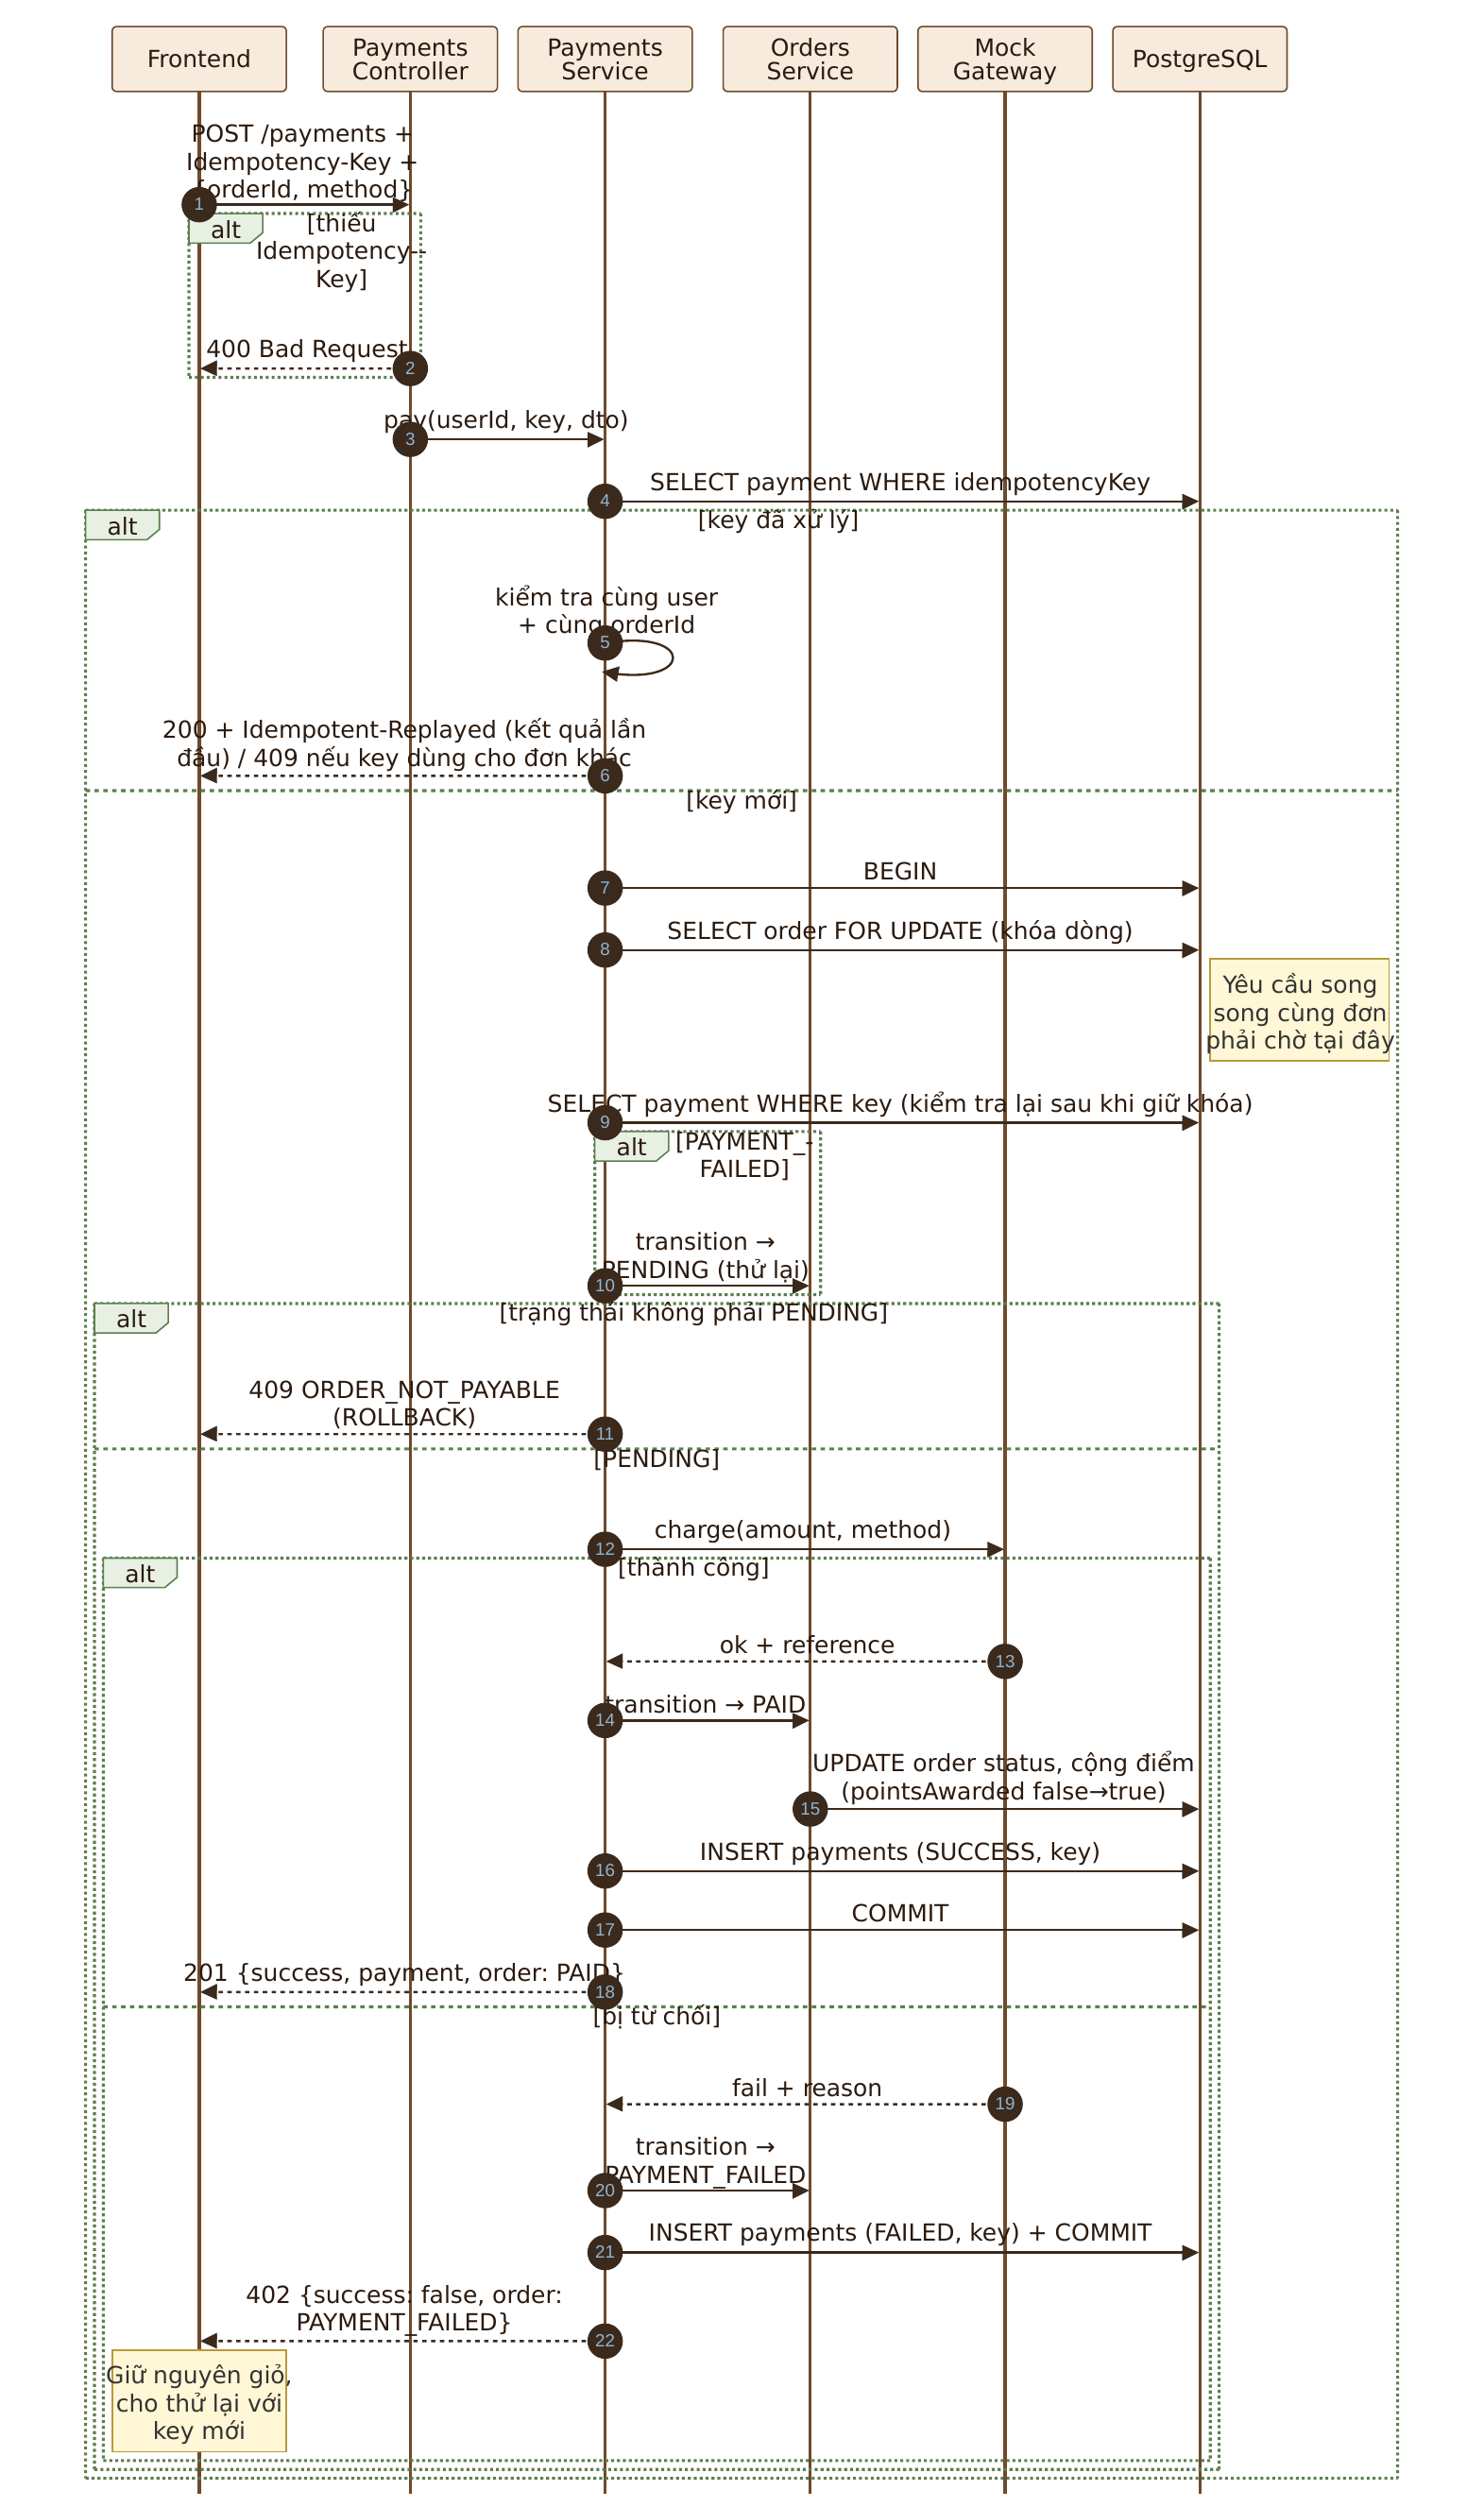 Frontend
Payments
Controller
Payments
Service
Orders
Service
Mock
Gateway
PostgreSQL
POST /payments +
Idempotency-Key +
{orderId, method}
1
alt
[thiếu
Idempotency--
Key]
400 Bad Request
2
pay(userId, key, dto)
3
SELECT payment WHERE idempotencyKey
4
alt
[key đã xử lý]
kiểm tra cùng user
+ cùng orderId
5
200 + Idempotent-Replayed (kết quả lần
đầu) / 409 nếu key dùng cho đơn khác
6
[key mới]
BEGIN
7
SELECT order FOR UPDATE (khóa dòng)
8
Yêu cầu song
song cùng đơn
phải chờ tại đây
SELECT payment WHERE key (kiểm tra lại sau khi giữ khóa)
9
alt
[PAYMENT_-
FAILED]
transition →
PENDING (thử lại)
10
alt
[trạng thái không phải PENDING]
409 ORDER_NOT_PAYABLE
(ROLLBACK)
11
[PENDING]
charge(amount, method)
12
alt
[thành công]
ok + reference
13
transition → PAID
14
UPDATE order status, cộng điểm
(pointsAwarded false→true)
15
INSERT payments (SUCCESS, key)
16
COMMIT
17
201 {success, payment, order: PAID}
18
[bị từ chối]
fail + reason
19
transition →
PAYMENT_FAILED
20
INSERT payments (FAILED, key) + COMMIT
21
402 {success: false, order:
PAYMENT_FAILED}
22
Giữ nguyên giỏ,
cho thử lại với
key mới